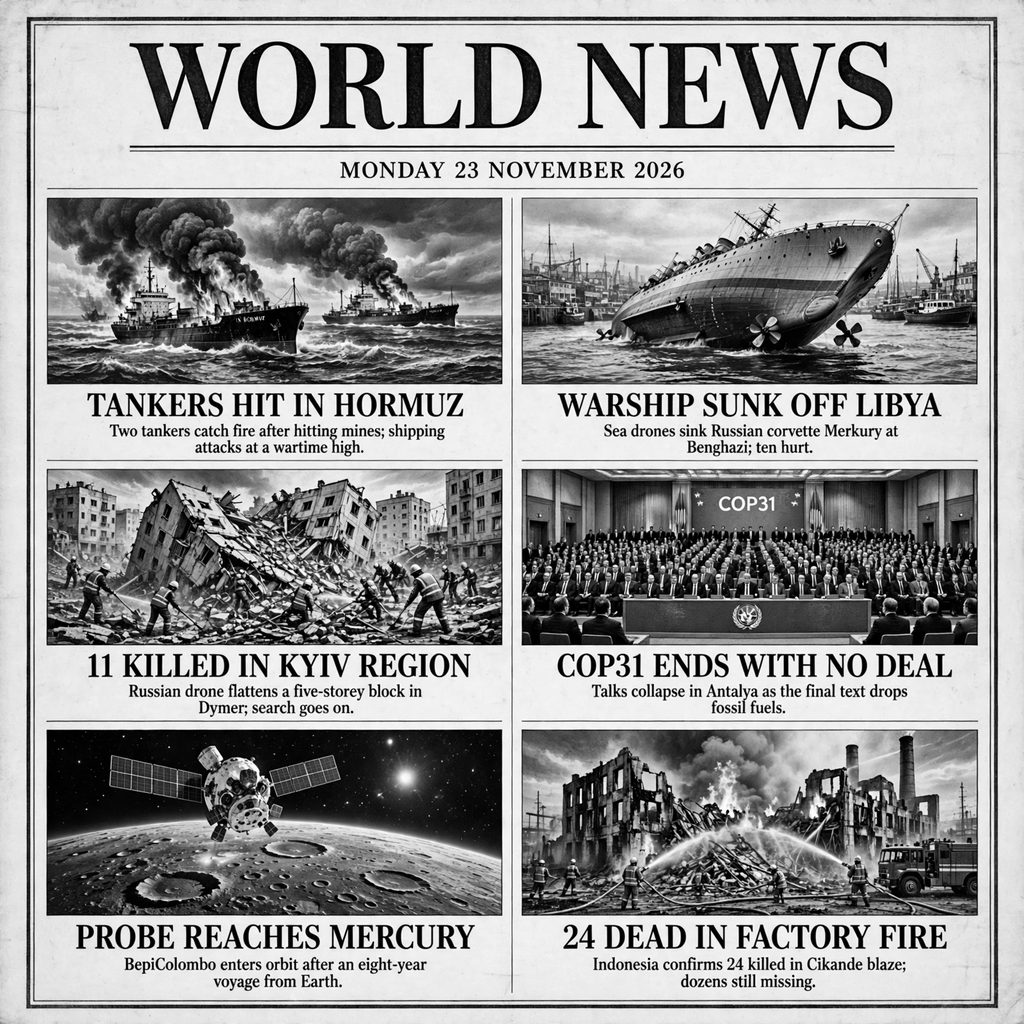 WORLD NEWS
MONDAY 23 NOVEMBER 2026
TANKERS HIT IN HORMUZ
Two tankers catch fire after hitting mines; shipping
attacks at a wartime high.
WARSHIP SUNK OFF LIBYA
Sea drones sink Russian corvette Merkury at
Benghazi; ten hurt.
11 KILLED IN KYIV REGION
Russian drone flattens a five-storey block in
Dymer; search goes on.
COP31
COP31 ENDS WITH NO DEAL
Talks collapse in Antalya as the final text drops
fossil fuels.
PROBE REACHES MERCURY
BepiColombo enters orbit after an eight-year
voyage from Earth.
24 DEAD IN FACTORY FIRE
Indonesia confirms 24 killed in Cikande blaze;
dozens still missing.